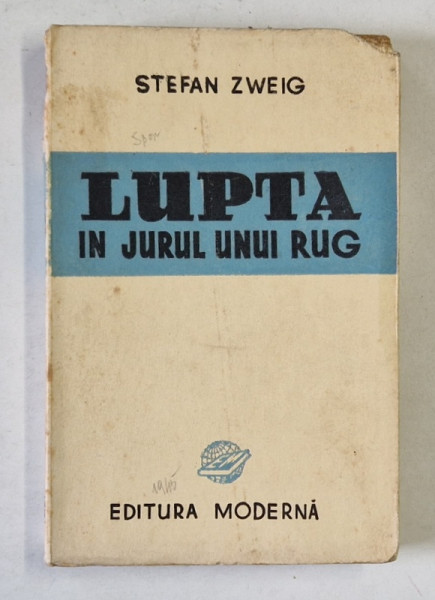 STEFAN ZWEIG
LUPTA
IN JURUL UNUI RUG
EDITURA MODERNĂ